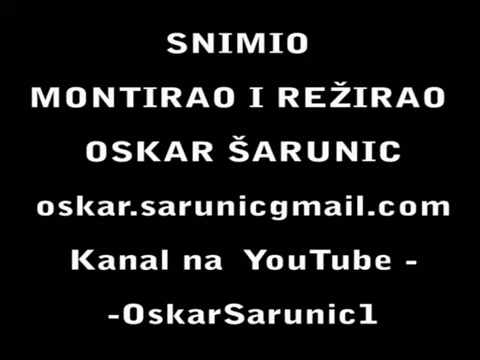 SNIMIO
MONTIRAO I REŽIRAO
OSKAR ŠARUNIC
oskar.sarunicgmail.com
Kanal na YouTube -
-OskarSarunic1